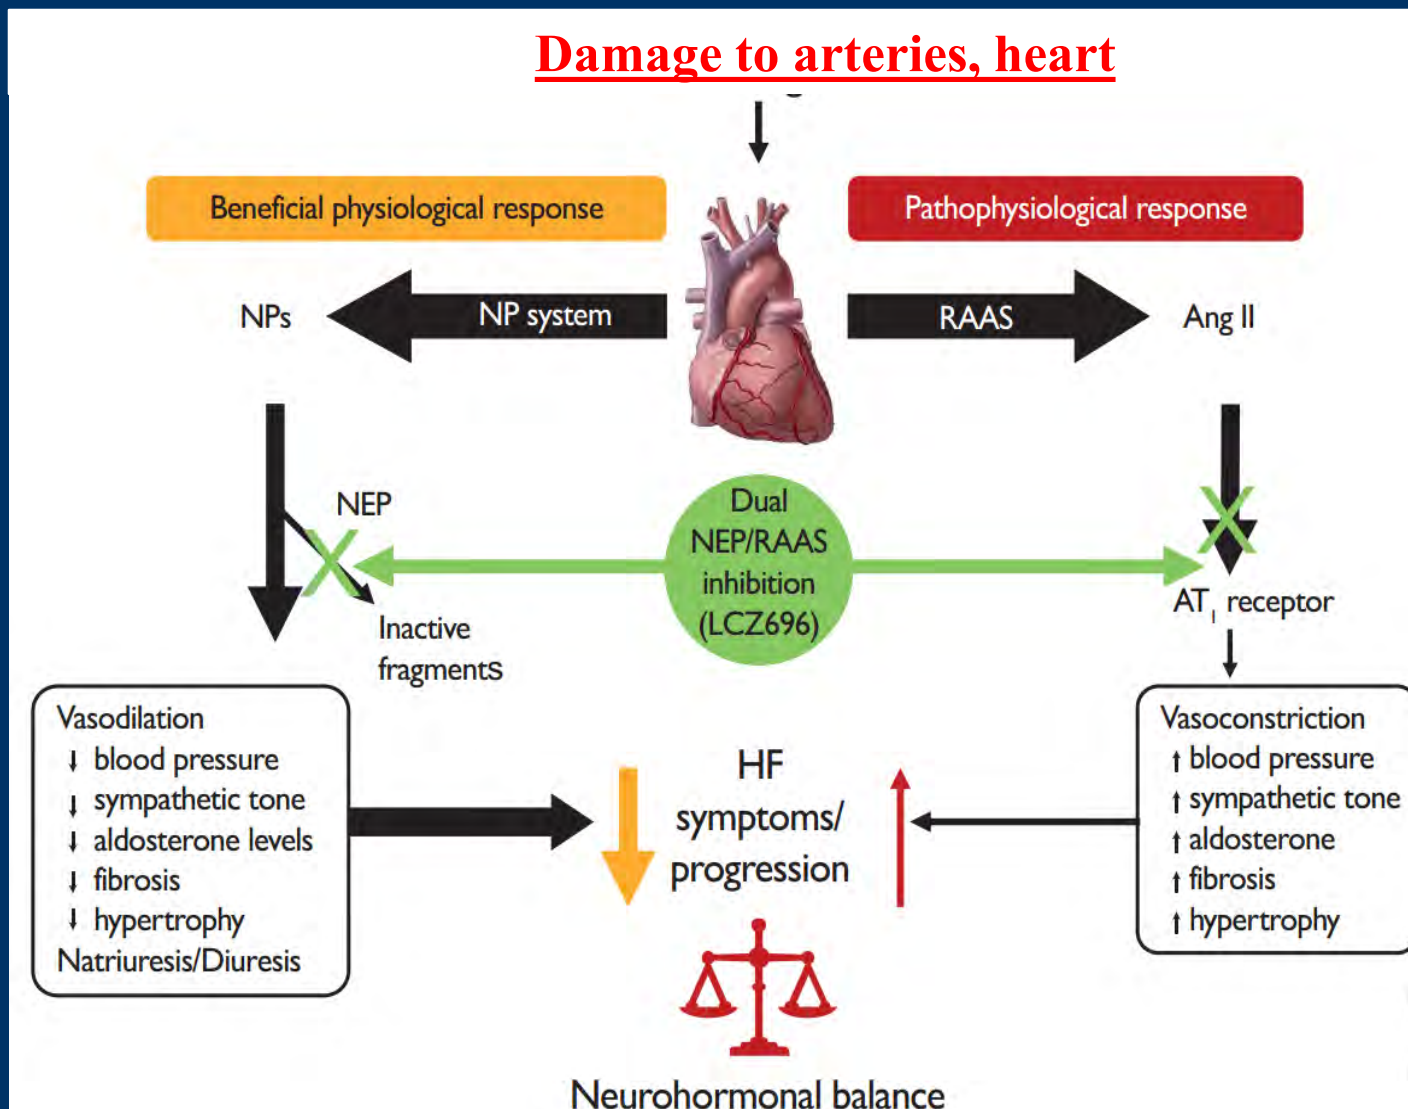 Damage to arteries, heart
Beneficial physiological response
Pathophysiological response
NPs
NP system
RAAS
Ang II
NEP
Dual
NEP/RAAS
inhibition
(LCZ696)
Inactive
fragments
AT₁ receptor
Vasodilation
↓ blood pressure
↓ sympathetic tone
↓ aldosterone levels
↓ fibrosis
↓ hypertrophy
Natriuresis/Diuresis
HF
symptoms/
progression
Vasoconstriction
↑ blood pressure
↑ sympathetic tone
↑ aldosterone
↑ fibrosis
↑ hypertrophy
Neurohormonal balance